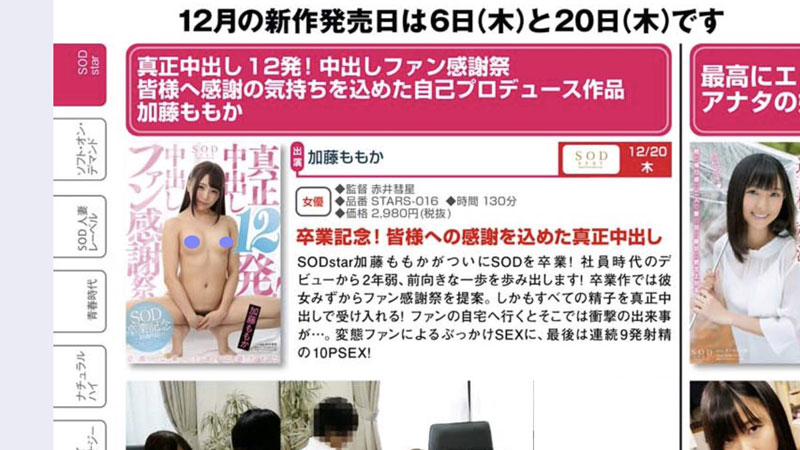 12月の新作発売日は6日(木)と20日(木)です
SOD
star
ソフト・オン・
デマンド
SOD人妻
レーベル
青春時代
ナチュラル
ハイ
真正中出し 12発! 中出しファン感謝祭
皆様へ感謝の気持ちを込めた自己プロデュース作品
加藤ももか
真正
中出し
12発!
中出し
ファン感謝祭
SOD
卒業記念
加藤ももか
出演
加藤ももか
SOD
star
12/20
木
女優
◆監督 赤井彗星
◆品番 STARS-016 ◆時間 130分
◆価格 2,980円(税抜)
卒業記念! 皆様への感謝を込めた真正中出し
SODstar加藤ももかがついにSODを卒業! 社員時代のデ
ビューから2年弱、前向きな一歩を歩み出します! 卒業作では彼
女みずからファン感謝祭を提案。しかもすべての精子を真正中
出しで受け入れる! ファンの自宅へ行くとそこでは衝撃の出来事
が…。変態ファンによるぶっかけSEXに、最後は連続9発射精
の10PSEX!
最高にエ
アナタの